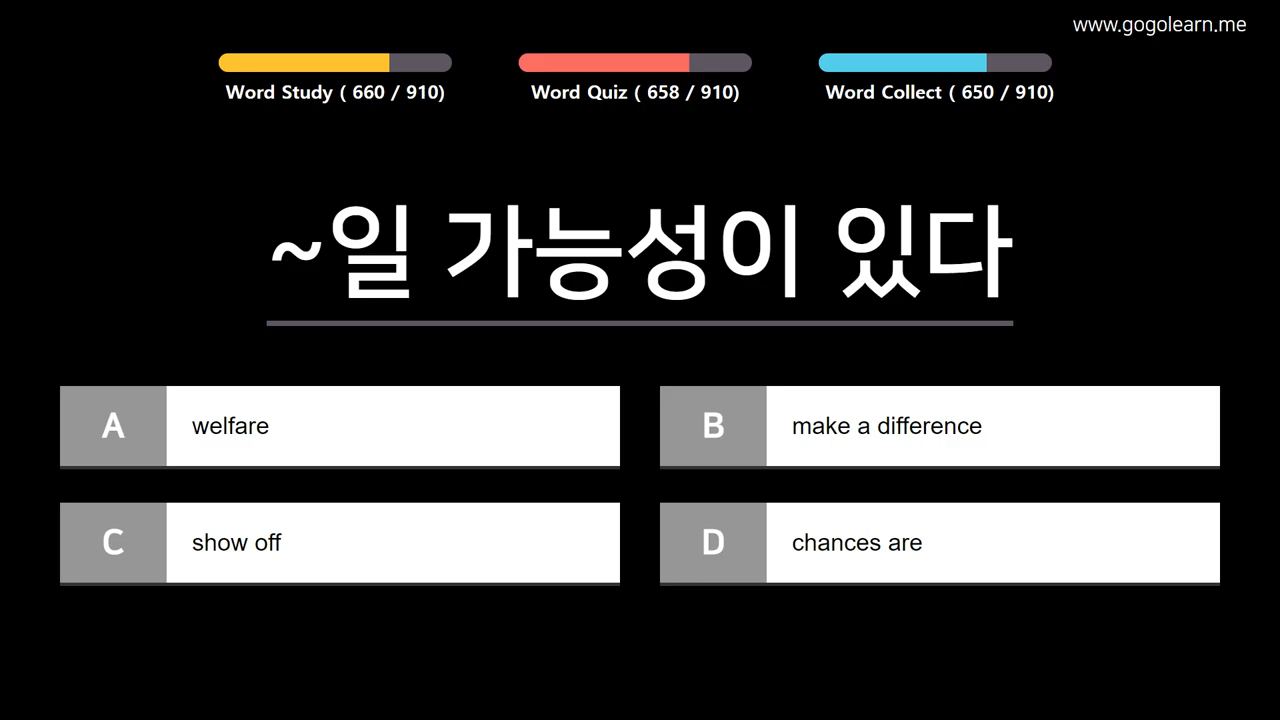 www.gogolearn.me
Word Study ( 660 / 910)
Word Quiz ( 658 / 910)
Word Collect ( 650 / 910)
~일 가능성이 있다
A welfare
B make a difference
C show off
D chances are